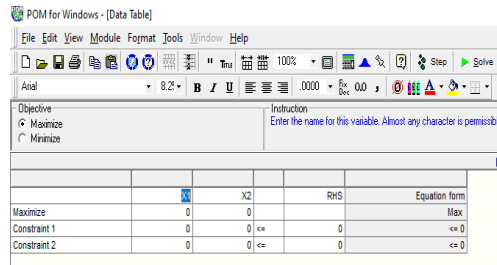 POM for Windows - [Data Table]
File Edit View Module Format Tools Window Help
100% Step Solve
Arial 8.2 B I U .0000 Fix Dec 0.0 , A
Objective
Maximize
Minimize
Instruction
Enter the name for this variable. Almost any character is permissib
X1 X2 RHS Equation form
Maximize 0 0 Max
Constraint 1 0 0 <= 0 <= 0
Constraint 2 0 0 <= 0 <= 0